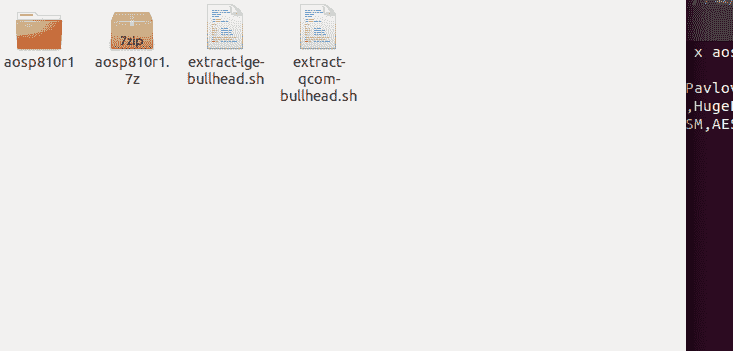 aosp810r1
7zip
aosp810r1.
7z
extract-lge-
bullhead.sh
extract-
qcom-
bullhead.sh
x aos
Pavlov
,Huge
SM,AES